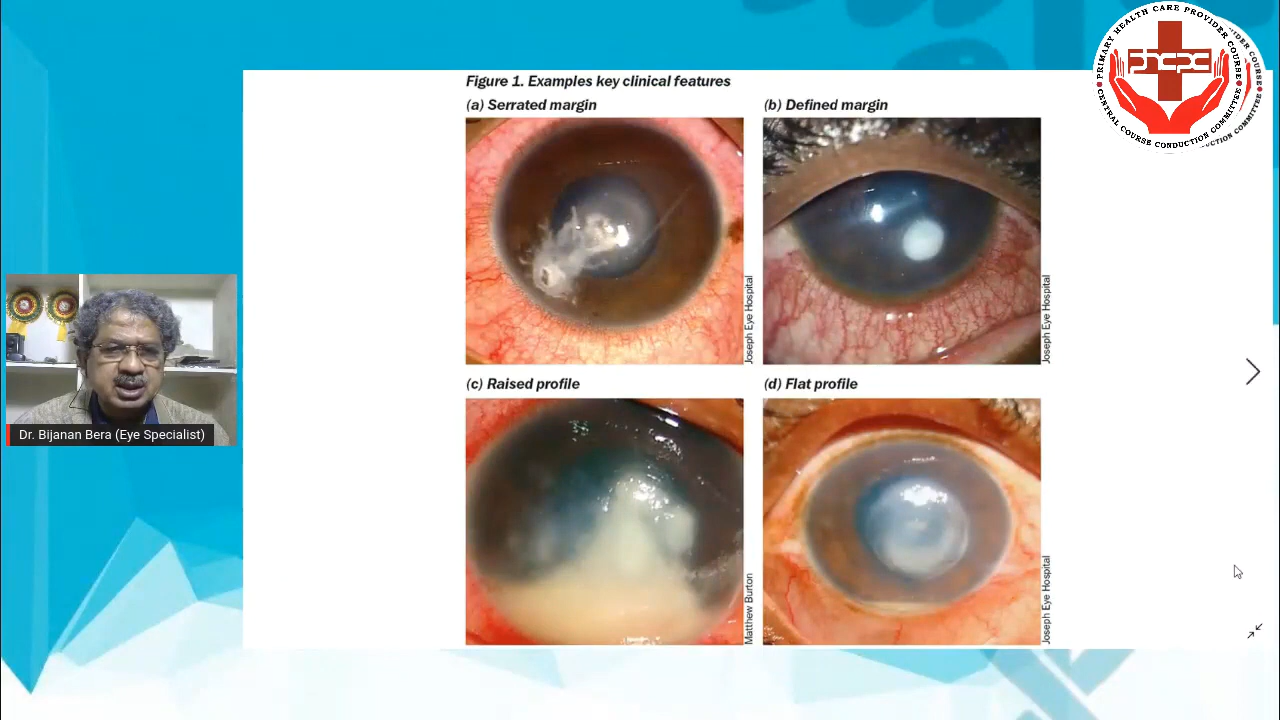 Figure 1. Examples key clinical features
(a) Serrated margin
(b) Defined margin
Joseph Eye Hospital
Joseph Eye Hospital
(c) Raised profile
(d) Flat profile
Matthew Burton
Joseph Eye Hospital
Dr. Bijanan Bera (Eye Specialist)
PRIMARY HEALTH CARE PROVIDER COURSE
phcpc
CENTRAL COURSE CONDUCTION COMMITTEE